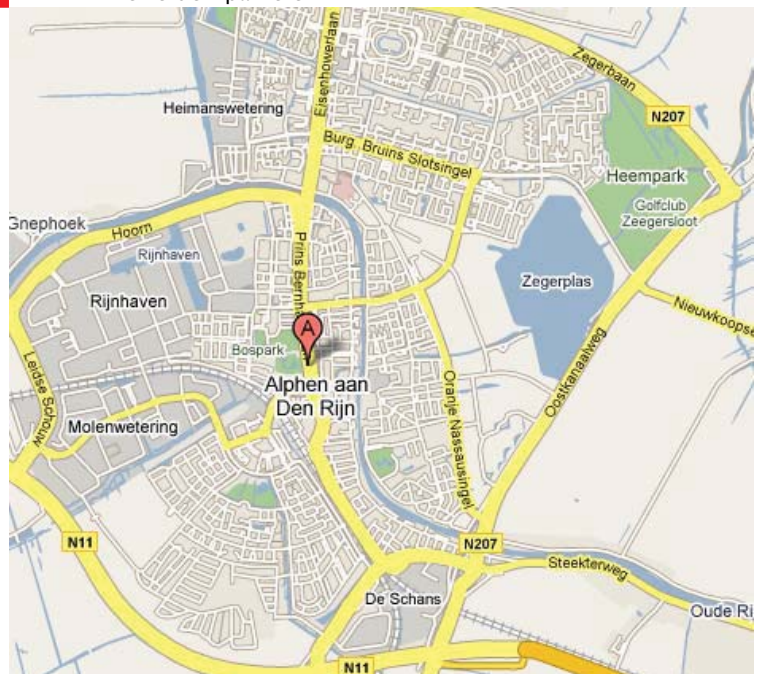 Eisenhowerlaan
Zegerbaan
Heimanswetering
N207
Burg. Bruins Slotsingel
Heempark
Golfclub
Zeegersloot
Gnephoek
Hoorn
Rijnhaven
Prins Bernh
Zegerplas
Rijnhaven
Nieuwkoopse
A
Bospark
Leidse Schouw
Alphen aan
Den Rijn
Oostkanaalweg
Oranje Nassausingel
Molenwetering
N11
N207
Steekterweg
De Schans
Oude Ri
N11